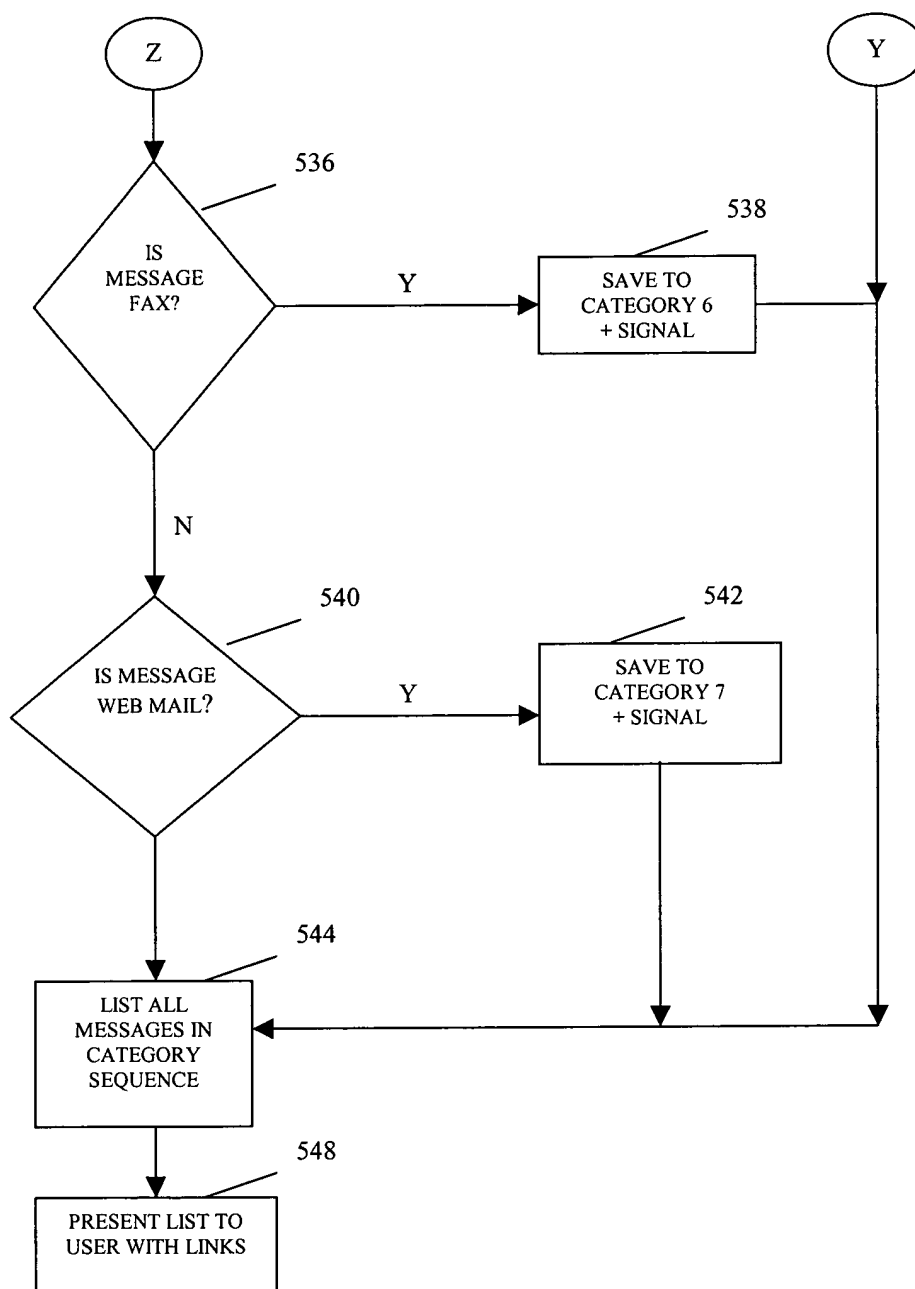 Z
Y
536
IS
MESSAGE
FAX?
Y
538
SAVE TO
CATEGORY 6
+ SIGNAL
N
540
IS MESSAGE
WEB MAIL?
Y
542
SAVE TO
CATEGORY 7
+ SIGNAL
544
LIST ALL
MESSAGES IN
CATEGORY
SEQUENCE
548
PRESENT LIST TO
USER WITH LINKS